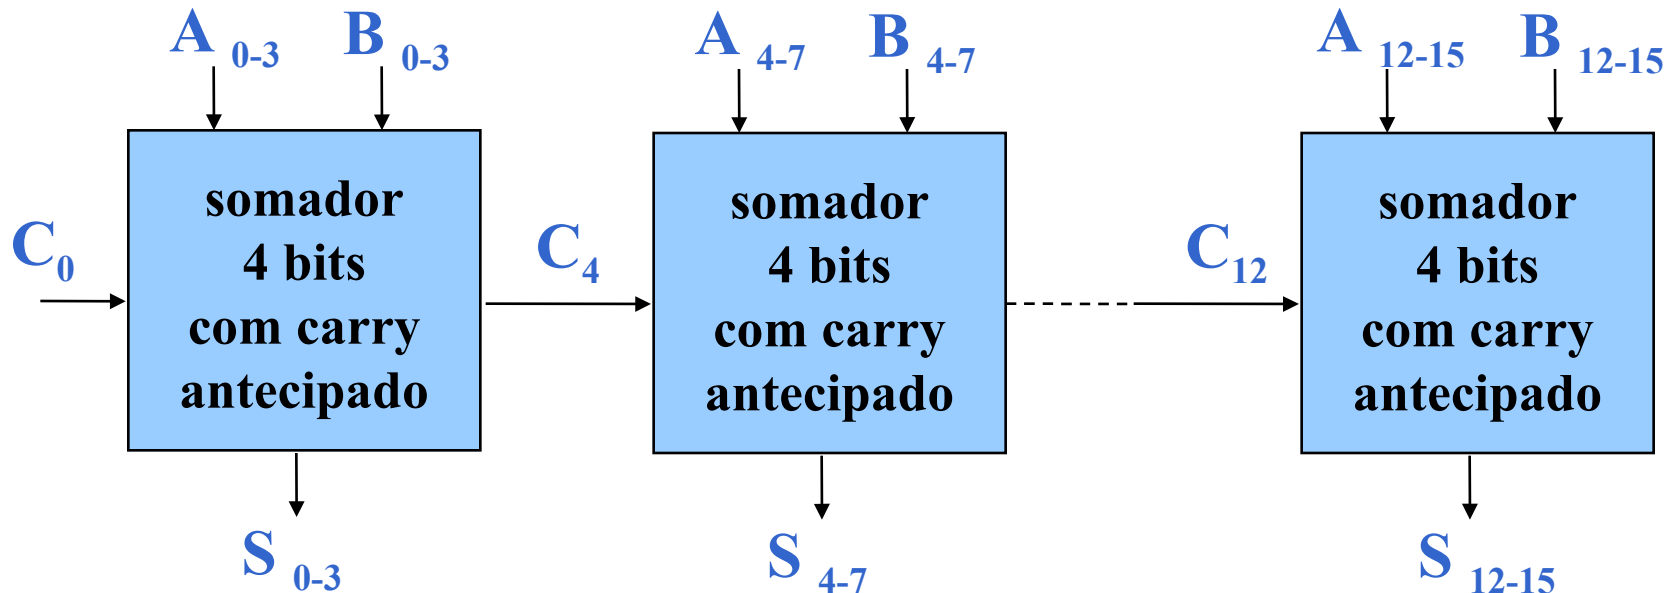 A 0-3 B 0-3 A 4-7 B 4-7 A 12-15 B 12-15
somador
4 bits
com carry
antecipado
somador
4 bits
com carry
antecipado
somador
4 bits
com carry
antecipado
C0
C4
C12
S 0-3 S 4-7 S 12-15